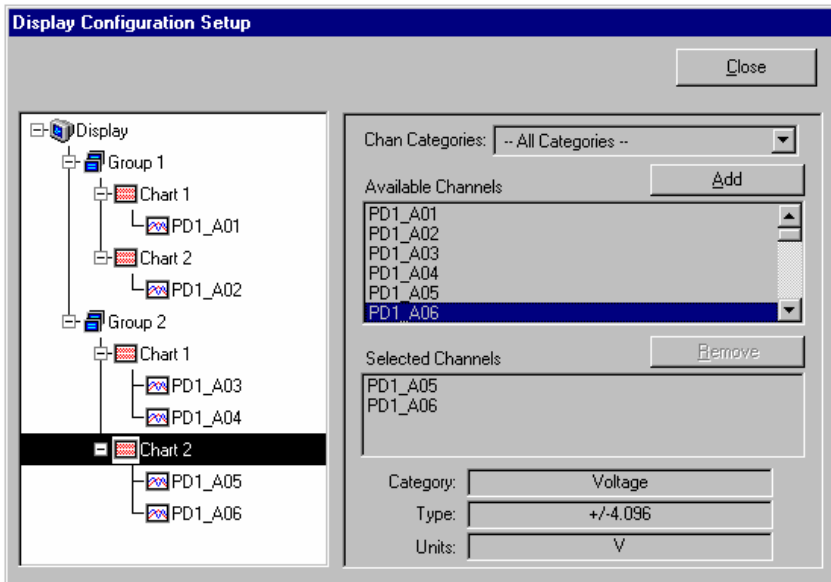 Display Configuration Setup
Close
Display
Group 1
Chart 1
PD1_A01
Chart 2
PD1_A02
Group 2
Chart 1
PD1_A03
PD1_A04
Chart 2
PD1_A05
PD1_A06
Chan Categories: -- All Categories --
Available Channels
Add
PD1_A01
PD1_A02
PD1_A03
PD1_A04
PD1_A05
PD1_A06
Selected Channels
Remove
PD1_A05
PD1_A06
Category: Voltage
Type: +/-4.096
Units: V